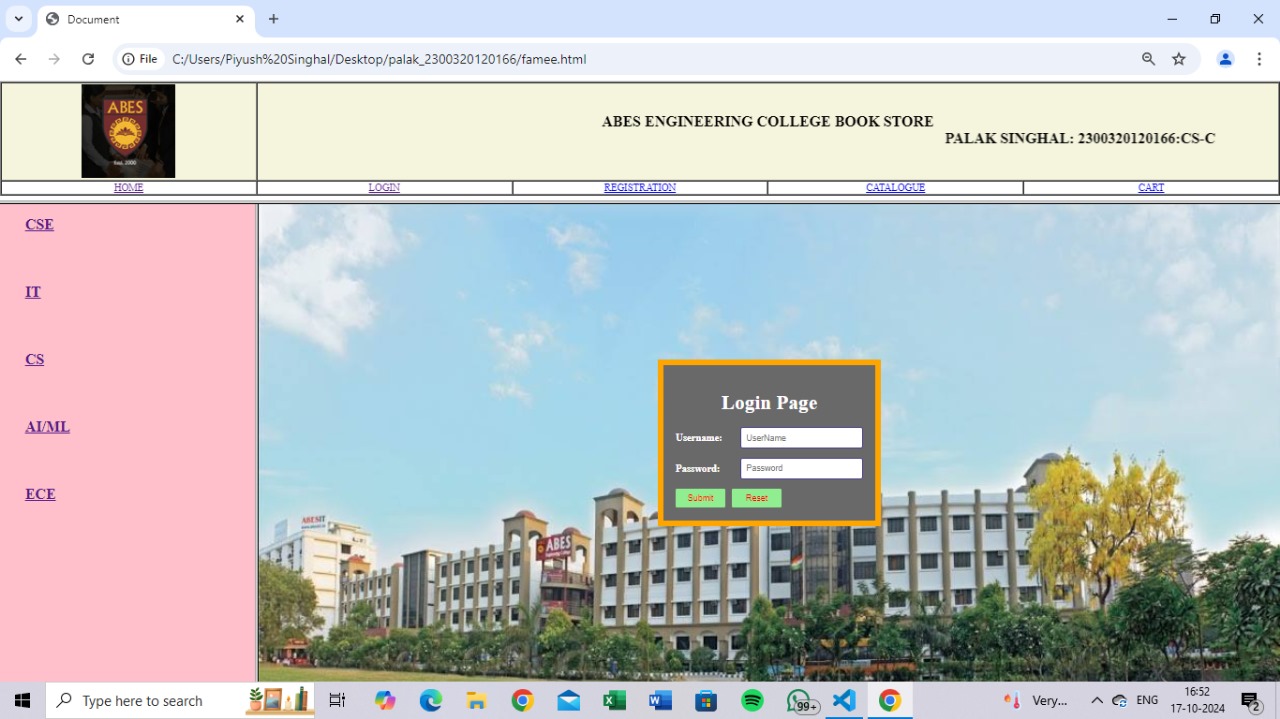 Document
File
C:/Users/Piyush%20Singhal/Desktop/palak_2300320120166/famee.html
ABES
Estd. 2000
ABES ENGINEERING COLLEGE BOOK STORE
PALAK SINGHAL: 2300320120166:CS-C
HOME
LOGIN
REGISTRATION
CATALOGUE
CART
CSE
IT
CS
AI/ML
ECE
Login Page
Username:
UserName
Password:
Password
Submit
Reset
ABESIT
ABES
Engineering College
Type here to search
99+
Very...
ENG
16:52
17-10-2024
2